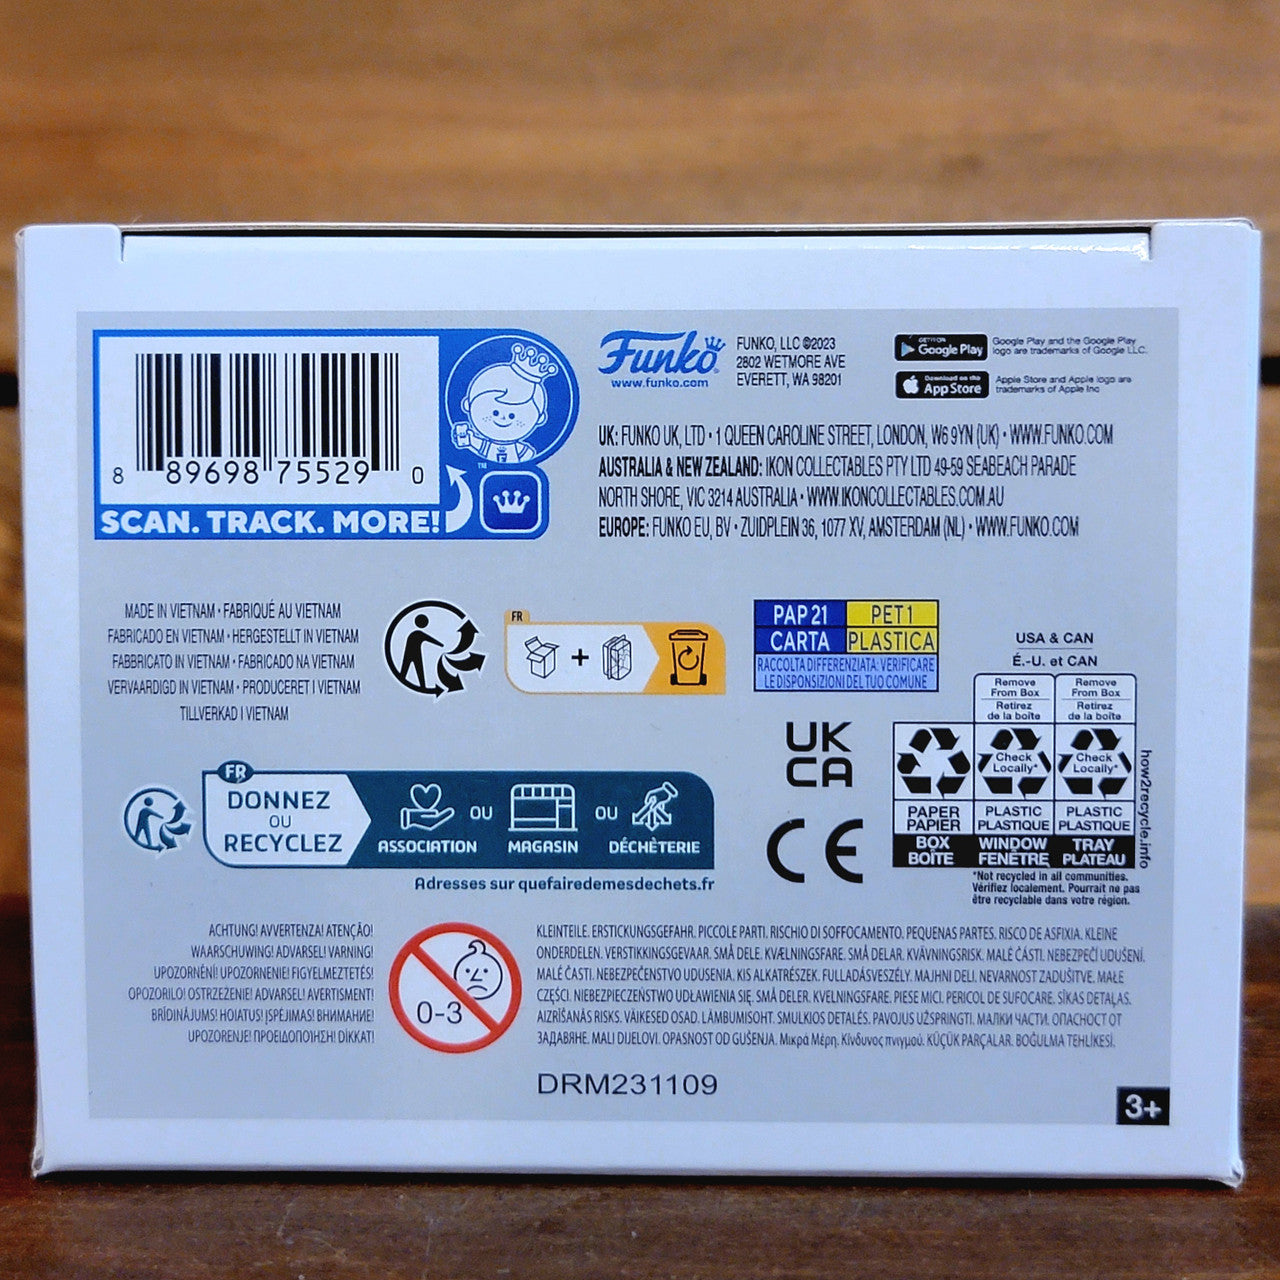 8 89698 75529 0
SCAN. TRACK. MORE!
TM
Funko
www.funko.com
FUNKO, LLC ©2023
2802 WETMORE AVE
EVERETT, WA 98201
GET IT ON
Google Play
Google Play and the Google Play
logo are trademarks of Google LLC.
Download on the
App Store
Apple Store and Apple logo are
trademarks of Apple Inc
UK: FUNKO UK, LTD • 1 QUEEN CAROLINE STREET, LONDON, W6 9YN (UK) • WWW.FUNKO.COM
AUSTRALIA & NEW ZEALAND: IKON COLLECTABLES PTY LTD 49-59 SEABEACH PARADE
NORTH SHORE, VIC 3214 AUSTRALIA • WWW.IKONCOLLECTABLES.COM.AU
EUROPE: FUNKO EU, BV • ZUIDPLEIN 36, 1077 XV, AMSTERDAM (NL) • WWW.FUNKO.COM
MADE IN VIETNAM • FABRIQUÉ AU VIETNAM
FABRICADO EN VIETNAM • HERGESTELLT IN VIETNAM
FABBRICATO IN VIETNAM • FABRICADO NA VIETNAM
VERVAARDIGD IN VIETNAM • PRODUCERET I VIETNAM
TILLVERKAD I VIETNAM
FR
+
PAP 21 PET 1
CARTA PLASTICA
RACCOLTA DIFFERENZIATA: VERIFICARE
LE DISPOSIZIONI DEL TUO COMUNE
USA & CAN
É.-U. et CAN
Remove
From Box
Retirez
de la boîte
Remove
From Box
Retirez
de la boîte
Check
Locally*
Check
Locally*
PAPER
PAPIER
PLASTIC
PLASTIQUE
PLASTIC
PLASTIQUE
BOX
BOÎTE
WINDOW
FENÊTRE
TRAY
PLATEAU
how2recycle.info
*Not recycled in all communities.
Vérifiez localement. Pourrait ne pas
être recyclable dans votre région.
UK
CA
CE
FR
DONNEZ
OU
RECYCLEZ
ASSOCIATION
OU
MAGASIN
OU
DÉCHÈTERIE
Adresses sur quefairedemesdechets.fr
ACHTUNG! AVVERTENZA! ATENÇÃO!
WAARSCHUWING! ADVARSEL! VARNING!
UPOZORNĚNÍ! UPOZORNENIE! FIGYELMEZTETÉS!
OPOZORILO! OSTRZEŻENIE! ADVARSEL! AVERTISMENT!
BRĪDINĀJUMS! HOIATUS! ĮSPĖJIMAS! ВНИМАНИЕ!
UPOZORENJE! ΠΡΟΕΙΔΟΠΟΙΗΣΗ! DİKKAT!
0-3
KLEINTEILE. ERSTICKUNGSGEFAHR. PICCOLE PARTI. RISCHIO DI SOFFOCAMENTO. PEQUENAS PARTES. RISCO DE ASFIXIA. KLEINE
ONDERDELEN. VERSTIKKINGSGEVAAR. SMÅ DELE. KVÆLNINGSFARE. SMÅ DELAR. KVÄVNINGSRISK. MALÉ ČÁSTI. NEBEZPEČÍ UDUŠENÍ.
MALÉ ČASTI. NEBEZPEČENSTVO UDUSENIA. KIS ALKATRÉSZEK. FULLADÁSVESZÉLY. MAJHNI DELI. NEVARNOST ZADUŠITVE. MAŁE
CZĘŚCI. NIEBEZPIECZEŃSTWO UDŁAWIENIA SIĘ. SMÅ DELER. KVELNINGSFARE. PIESE MICI. PERICOL DE SUFOCARE. SĪKAS DETAĻAS.
AIZRĪŠANĀS RISKS. VÄIKESED OSAD. LÄMBUMISOHT. SMULKIOS DETALĖS. PAVOJUS UŽSPRINGTI. МАЛКИ ЧАСТИ. ОПАСНОСТ ОТ
ЗАДАВЯНЕ. MALI DIJELOVI. OPASNOST OD GUŠENJA. Μικρά Μέρη. Κίνδυνος πνιγμού. KÜÇÜK PARÇALAR. BOĞULMA TEHLİKESİ.
DRM231109
3+